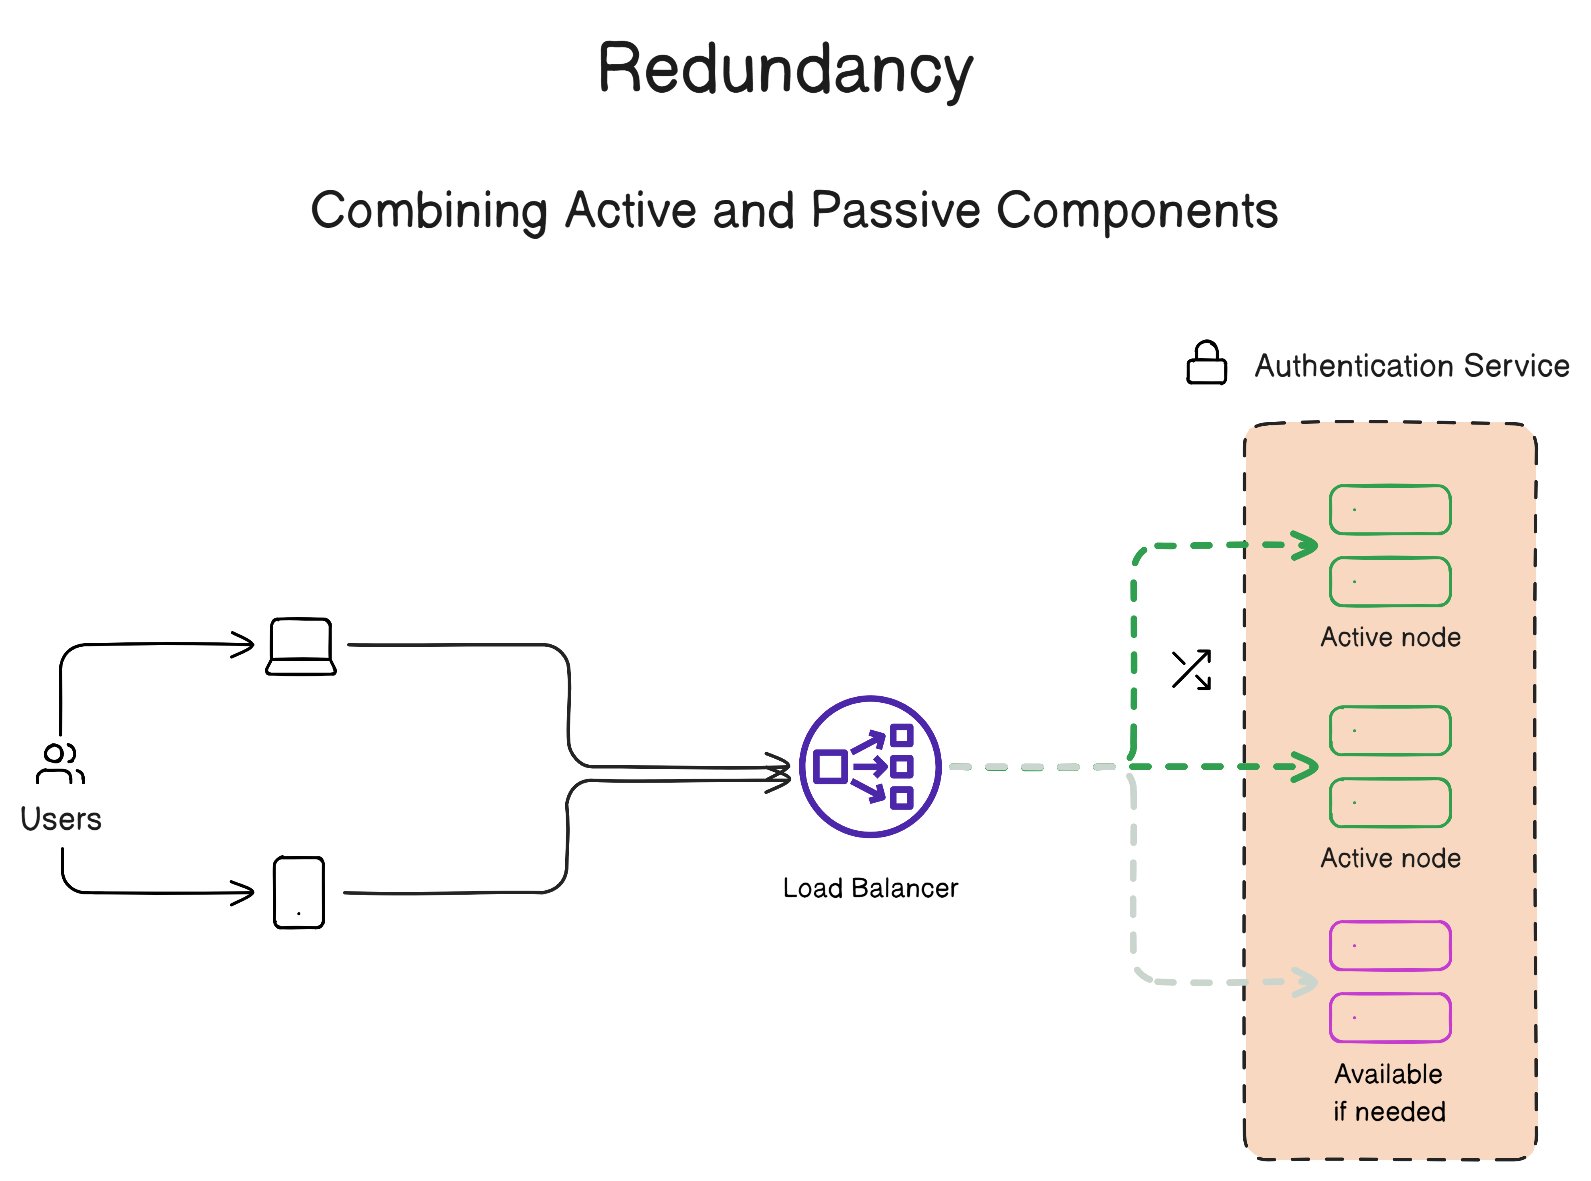 Redundancy
Combining Active and Passive Components
Authentication Service
Active node
Users
Load Balancer
Active node
Available
if needed